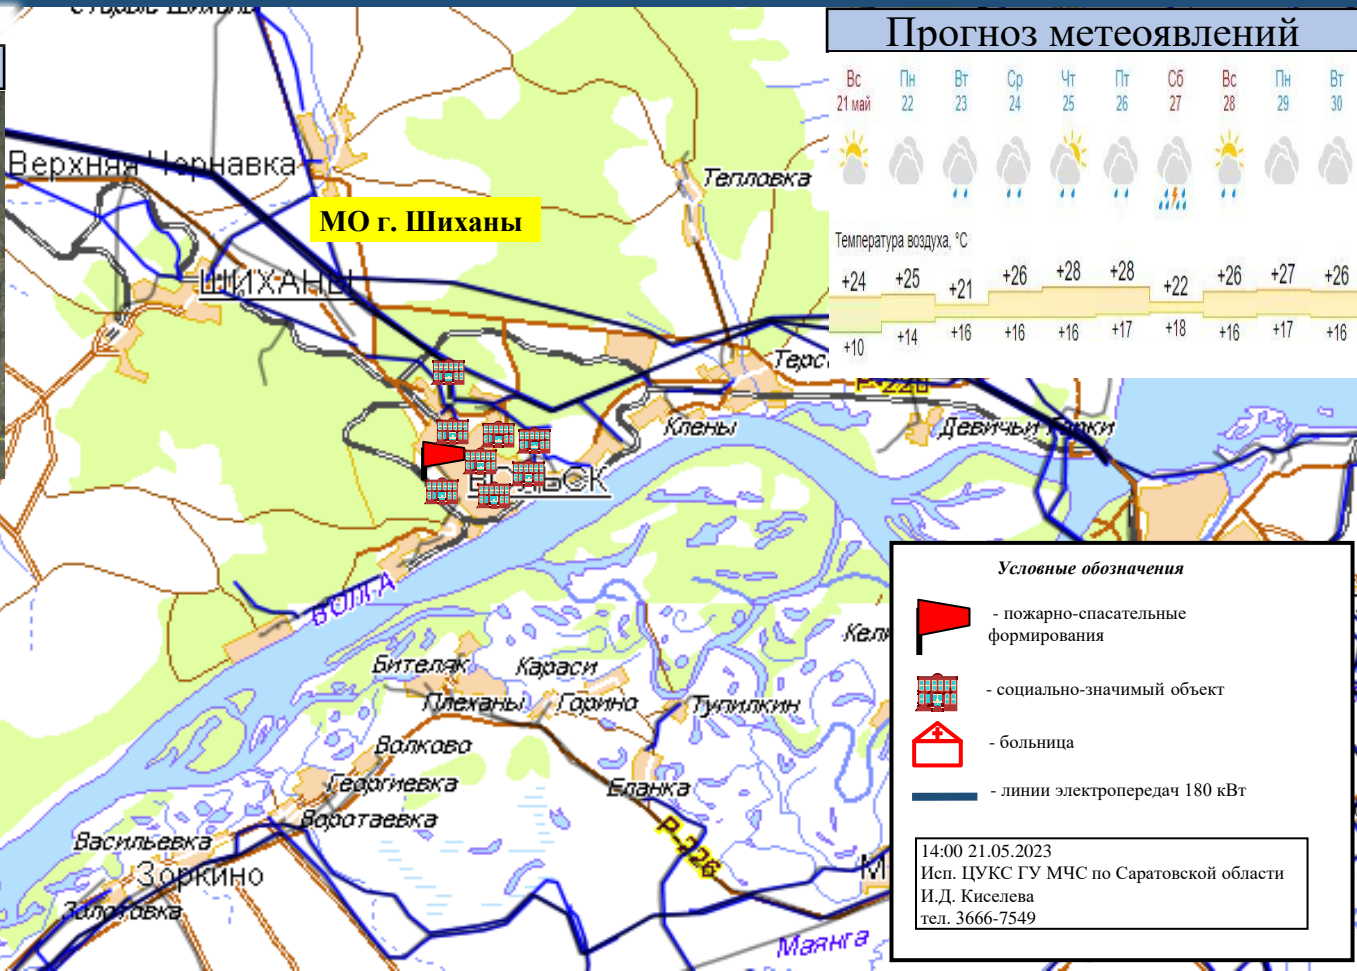 Старые Шиханы
Прогноз метеоявлений
Вс Пн Вт Ср Чт Пт Сб Вс Пн Вт
21 май 22 23 24 25 26 27 28 29 30
Температура воздуха, °C
+24 +25 +21 +26 +28 +28 +22 +26 +27 +26
+10 +14 +16 +16 +16 +17 +18 +16 +17 +16
Верхняя Чернавка
Тепловка
МО г. Шиханы
ШИХАНЫ
Терс
Р-226
Клены
Девичьи Горки
ВОЛЬСК
ВОЛГА
Бителяк
Караси
Плеханы
Горино
Тупилкин
Волково
Георгиевка
Еланка
Воротаевка
Васильевка
Р-226
Зоркино
Золотовка
М
Маянга
Условные обозначения
- пожарно-спасательные
формирования
- социально-значимый объект
- больница
- линии электропередач 180 кВт
14:00 21.05.2023
Исп. ЦУКС ГУ МЧС по Саратовской области
И.Д. Киселева
тел. 3666-7549